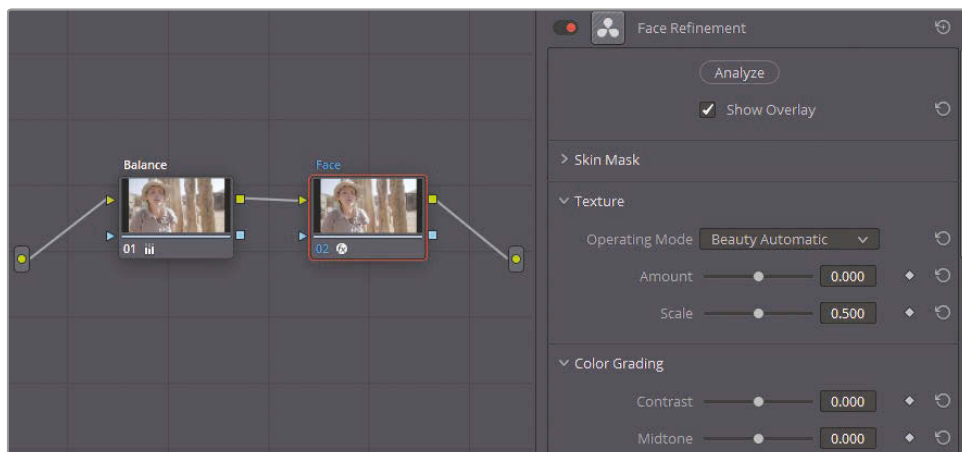 Face Refinement
Analyze
Show Overlay
Balance
Face
01
02
Skin Mask
Texture
Operating Mode Beauty Automatic
Amount 0.000
Scale 0.500
Color Grading
Contrast 0.000
Midtone 0.000